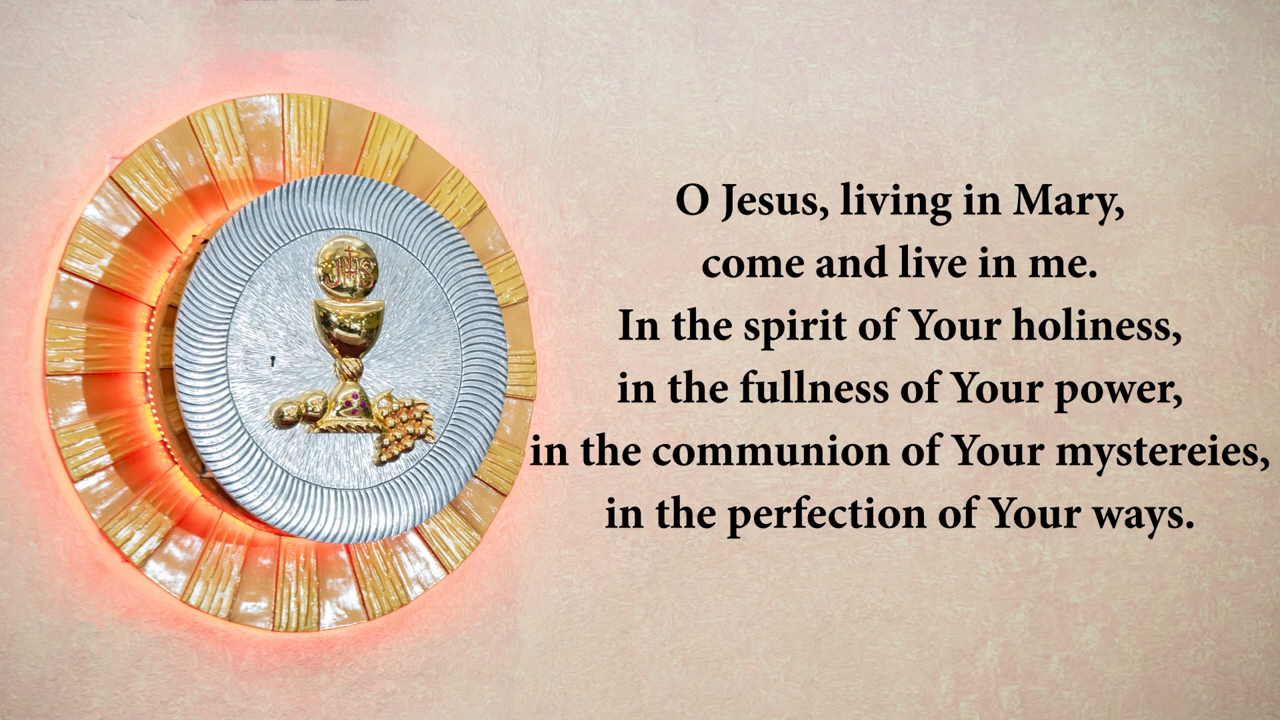 JHS
O Jesus, living in Mary,
come and live in me.
In the spirit of Your holiness,
in the fullness of Your power,
in the communion of Your mystereies,
in the perfection of Your ways.